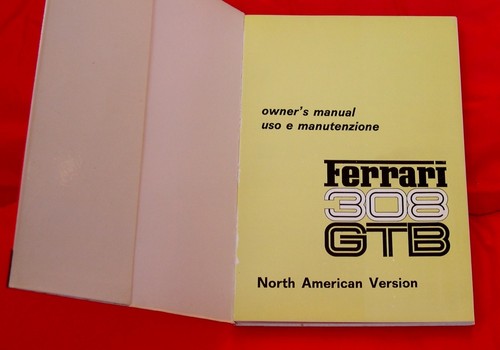 owner's manual
uso e manutenzione
Ferrari
308
GTB
North American Version